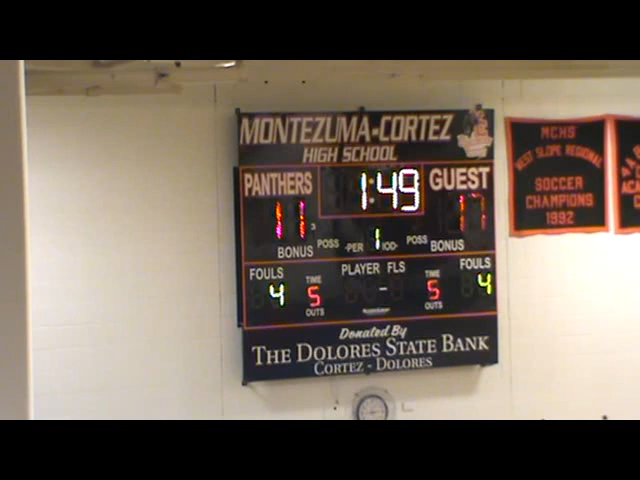 MONTEZUMA-CORTEZ
HIGH SCHOOL
PANTHERS 1:49 GUEST
11 17
BONUS POSS -PER 1 IOD- POSS BONUS
FOULS PLAYER FLS FOULS
4 TIME 5 OUTS - TIME 5 OUTS 4
Donated By
THE DOLORES STATE BANK
CORTEZ - DOLORES
MCHS
WEST SLOPE REGIONAL
SOCCER
CHAMPIONS
1992